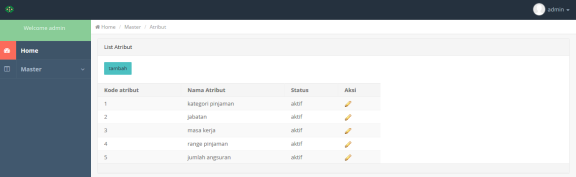 admin
Welcome admin
Home / Master / Atribut
Home
Master
List Atribut
tambah
Kode atribut Nama Atribut Status Aksi
1 kategori pinjaman aktif
2 jabatan aktif
3 masa kerja aktif
4 range pinjaman aktif
5 jumlah angsuran aktif